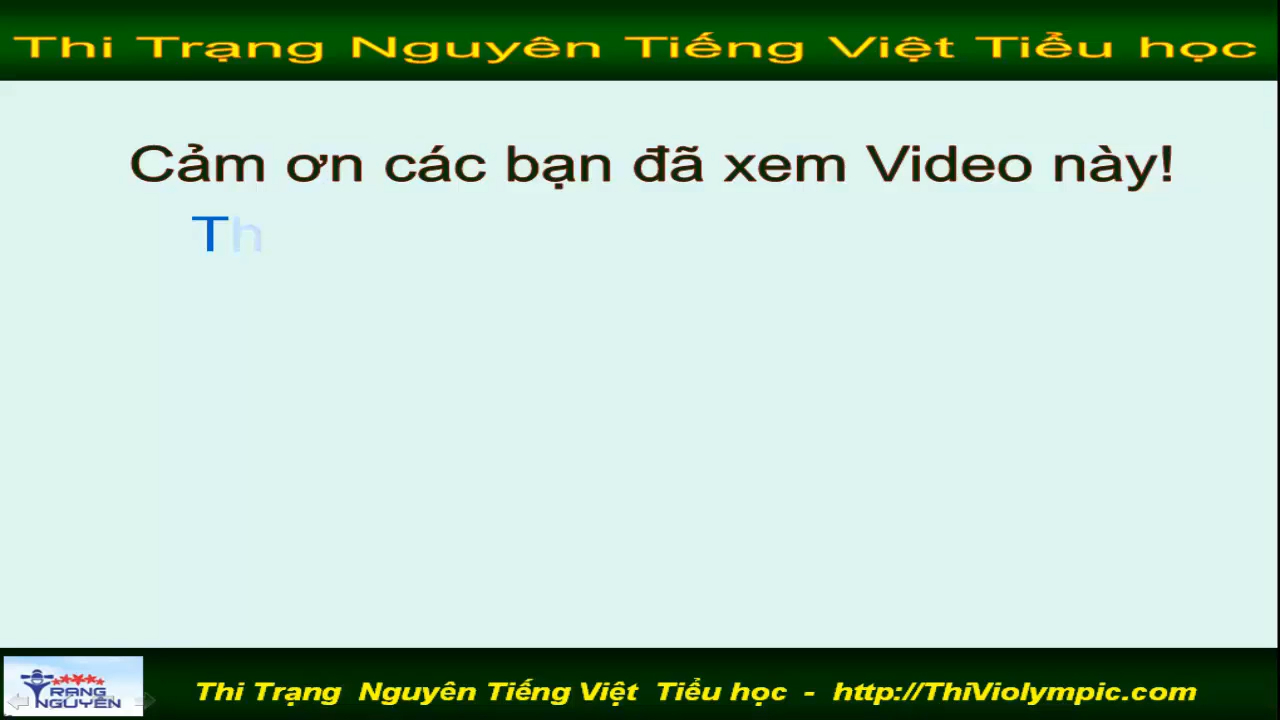 Thi Trạng Nguyên Tiếng Việt Tiểu học
Cảm ơn các bạn đã xem Video này!
Th
TRẠNG
NGUYÊN
Thi Trạng Nguyên Tiếng Việt Tiểu học - http://ThiViolympic.com